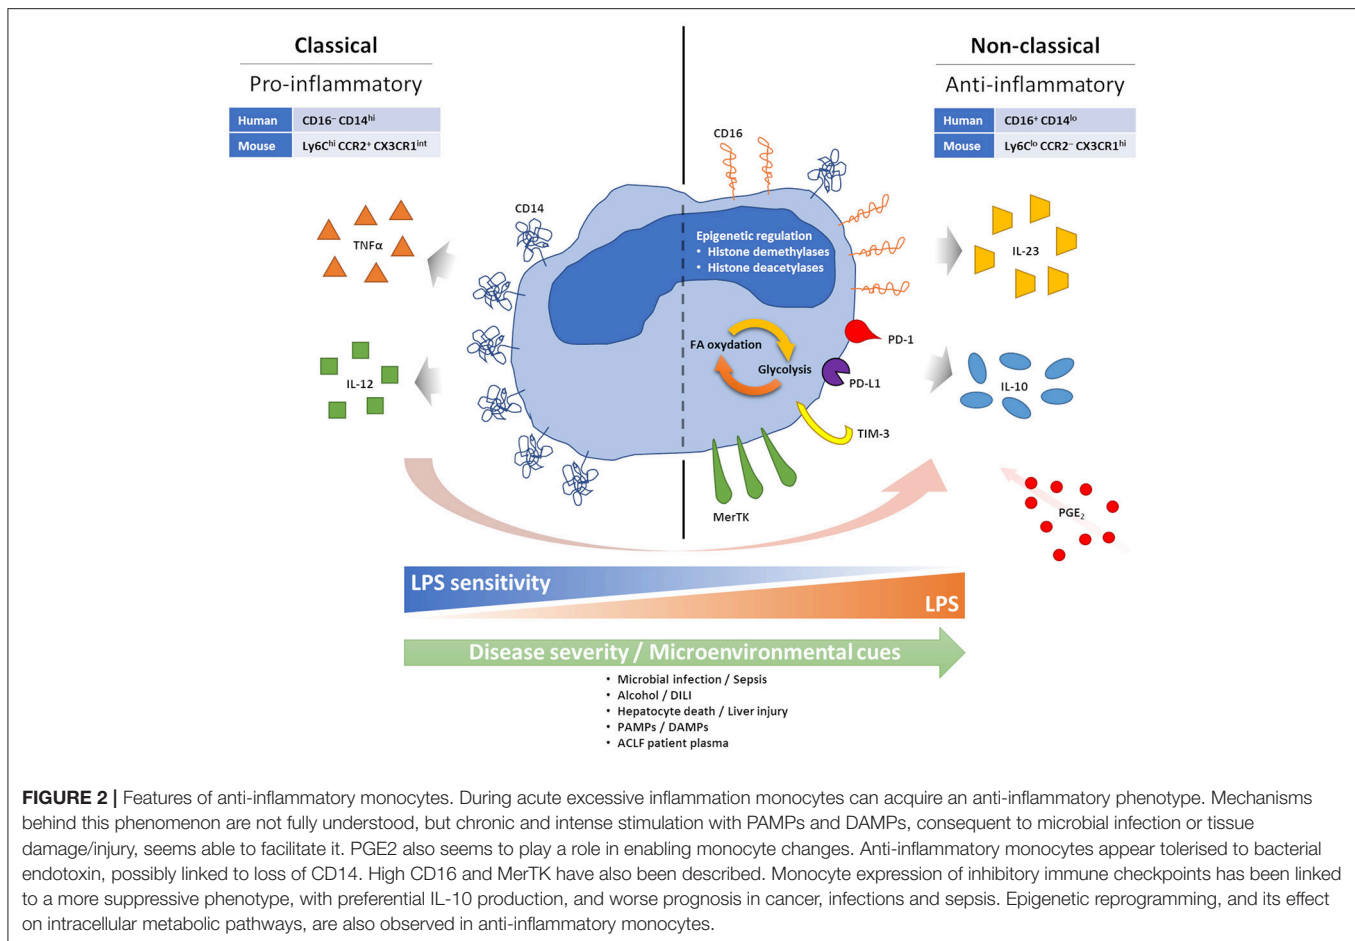 Classical
Pro-inflammatory
Human CD16⁻ CD14ʰⁱ
Mouse Ly6Cʰⁱ CCR2⁺ CX3CR1ⁱⁿᵗ
Non-classical
Anti-inflammatory
Human CD16⁺ CD14ˡᵒ
Mouse Ly6Cˡᵒ CCR2⁻ CX3CR1ʰⁱ
CD16
CD14
TNFα
IL-12
Epigenetic regulation
• Histone demethylases
• Histone deacetylases
FA oxydation
Glycolysis
PD-1
PD-L1
TIM-3
MerTK
IL-23
IL-10
PGE₂
LPS sensitivity
LPS
Disease severity / Microenvironmental cues
• Microbial infection / Sepsis
• Alcohol / DILI
• Hepatocyte death / Liver injury
• PAMPs / DAMPs
• ACLF patient plasma
FIGURE 2 | Features of anti-inflammatory monocytes. During acute excessive inflammation monocytes can acquire an anti-inflammatory phenotype. Mechanisms
behind this phenomenon are not fully understood, but chronic and intense stimulation with PAMPs and DAMPs, consequent to microbial infection or tissue
damage/injury, seems able to facilitate it. PGE2 also seems to play a role in enabling monocyte changes. Anti-inflammatory monocytes appear tolerised to bacterial
endotoxin, possibly linked to loss of CD14. High CD16 and MerTK have also been described. Monocyte expression of inhibitory immune checkpoints has been linked
to a more suppressive phenotype, with preferential IL-10 production, and worse prognosis in cancer, infections and sepsis. Epigenetic reprogramming, and its effect
on intracellular metabolic pathways, are also observed in anti-inflammatory monocytes.